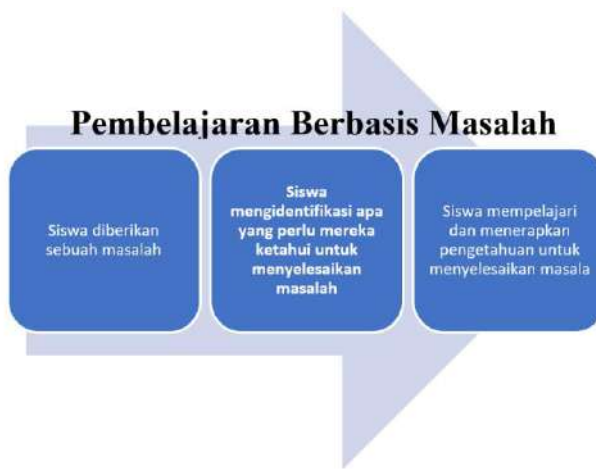 Pembelajaran Berbasis Masalah
Siswa diberikan
sebuah masalah
Siswa
mengidentifikasi apa
yang perlu mereka
ketahui untuk
menyelesaikan
masalah
Siswa mempelajari
dan menerapkan
pengetahuan untuk
menyelesaikan masala